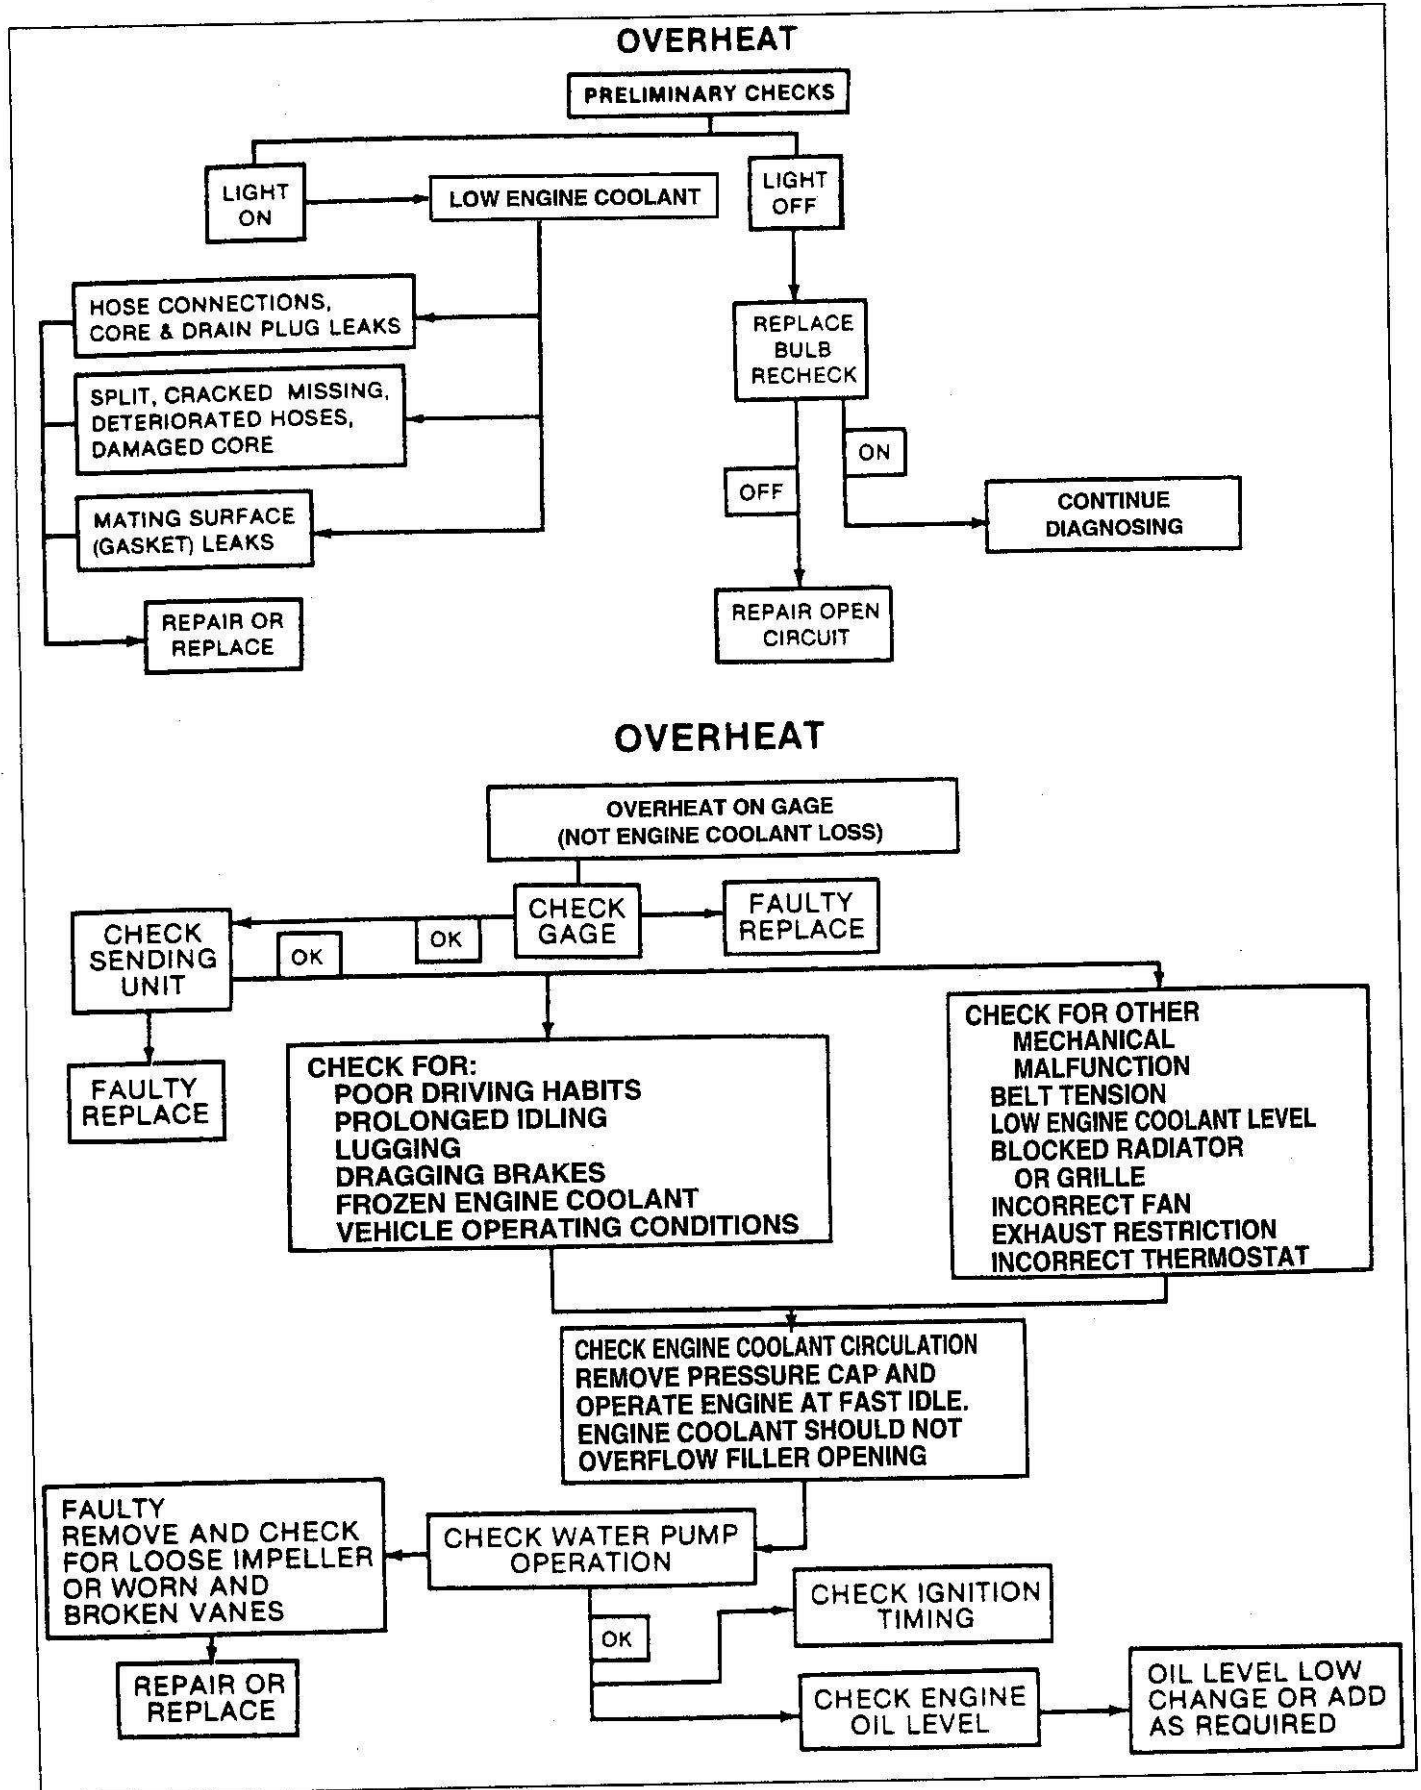 OVERHEAT
PRELIMINARY CHECKS
LIGHT
ON
LOW ENGINE COOLANT
LIGHT
OFF
HOSE CONNECTIONS,
CORE & DRAIN PLUG LEAKS
REPLACE
BULB
RECHECK
SPLIT, CRACKED MISSING,
DETERIORATED HOSES,
DAMAGED CORE
ON
OFF
CONTINUE
DIAGNOSING
MATING SURFACE
(GASKET) LEAKS
REPAIR OR
REPLACE
REPAIR OPEN
CIRCUIT
OVERHEAT
OVERHEAT ON GAGE
(NOT ENGINE COOLANT LOSS)
CHECK
GAGE
FAULTY
REPLACE
CHECK
SENDING
UNIT
OK
OK
FAULTY
REPLACE
CHECK FOR:
POOR DRIVING HABITS
PROLONGED IDLING
LUGGING
DRAGGING BRAKES
FROZEN ENGINE COOLANT
VEHICLE OPERATING CONDITIONS
CHECK FOR OTHER
MECHANICAL
MALFUNCTION
BELT TENSION
LOW ENGINE COOLANT LEVEL
BLOCKED RADIATOR
OR GRILLE
INCORRECT FAN
EXHAUST RESTRICTION
INCORRECT THERMOSTAT
CHECK ENGINE COOLANT CIRCULATION
REMOVE PRESSURE CAP AND
OPERATE ENGINE AT FAST IDLE.
ENGINE COOLANT SHOULD NOT
OVERFLOW FILLER OPENING
FAULTY
REMOVE AND CHECK
FOR LOOSE IMPELLER
OR WORN AND
BROKEN VANES
CHECK WATER PUMP
OPERATION
CHECK IGNITION
TIMING
OK
REPAIR OR
REPLACE
CHECK ENGINE
OIL LEVEL
OIL LEVEL LOW
CHANGE OR ADD
AS REQUIRED